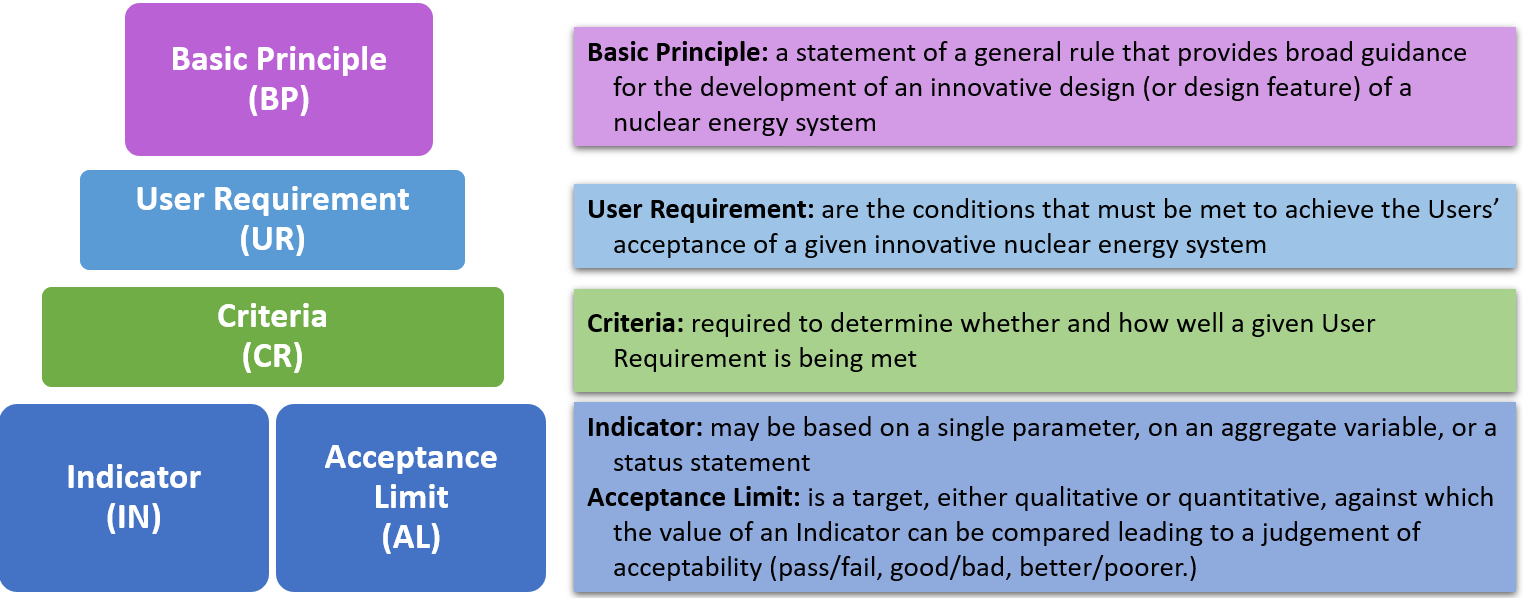 Basic Principle
(BP)
Basic Principle: a statement of a general rule that provides broad guidance
for the development of an innovative design (or design feature) of a
nuclear energy system
User Requirement
(UR)
User Requirement: are the conditions that must be met to achieve the Users’
acceptance of a given innovative nuclear energy system
Criteria
(CR)
Criteria: required to determine whether and how well a given User
Requirement is being met
Indicator
(IN)
Acceptance
Limit
(AL)
Indicator: may be based on a single parameter, on an aggregate variable, or a
status statement
Acceptance Limit: is a target, either qualitative or quantitative, against which
the value of an Indicator can be compared leading to a judgement of
acceptability (pass/fail, good/bad, better/poorer.)